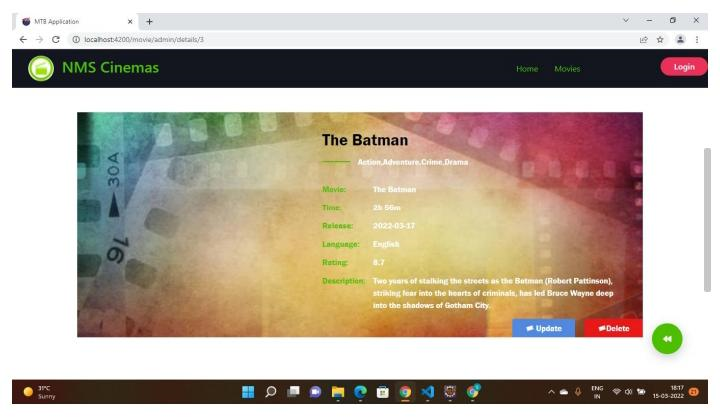 MTB Application
localhost:4200/movie/admin/details/3
NMS Cinemas
Home
Movies
Login
30A
16
The Batman
Action,Adventure,Crime,Drama
Movie: The Batman
Time: 2h 56m
Release: 2022-03-17
Language: English
Rating: 8.7
Description: Two years of stalking the streets as the Batman (Robert Pattinson),
striking fear into the hearts of criminals, has led Bruce Wayne deep
into the shadows of Gotham City.
Update
Delete
31°C
Sunny
ENG
IN
18:17
15-03-2022
21